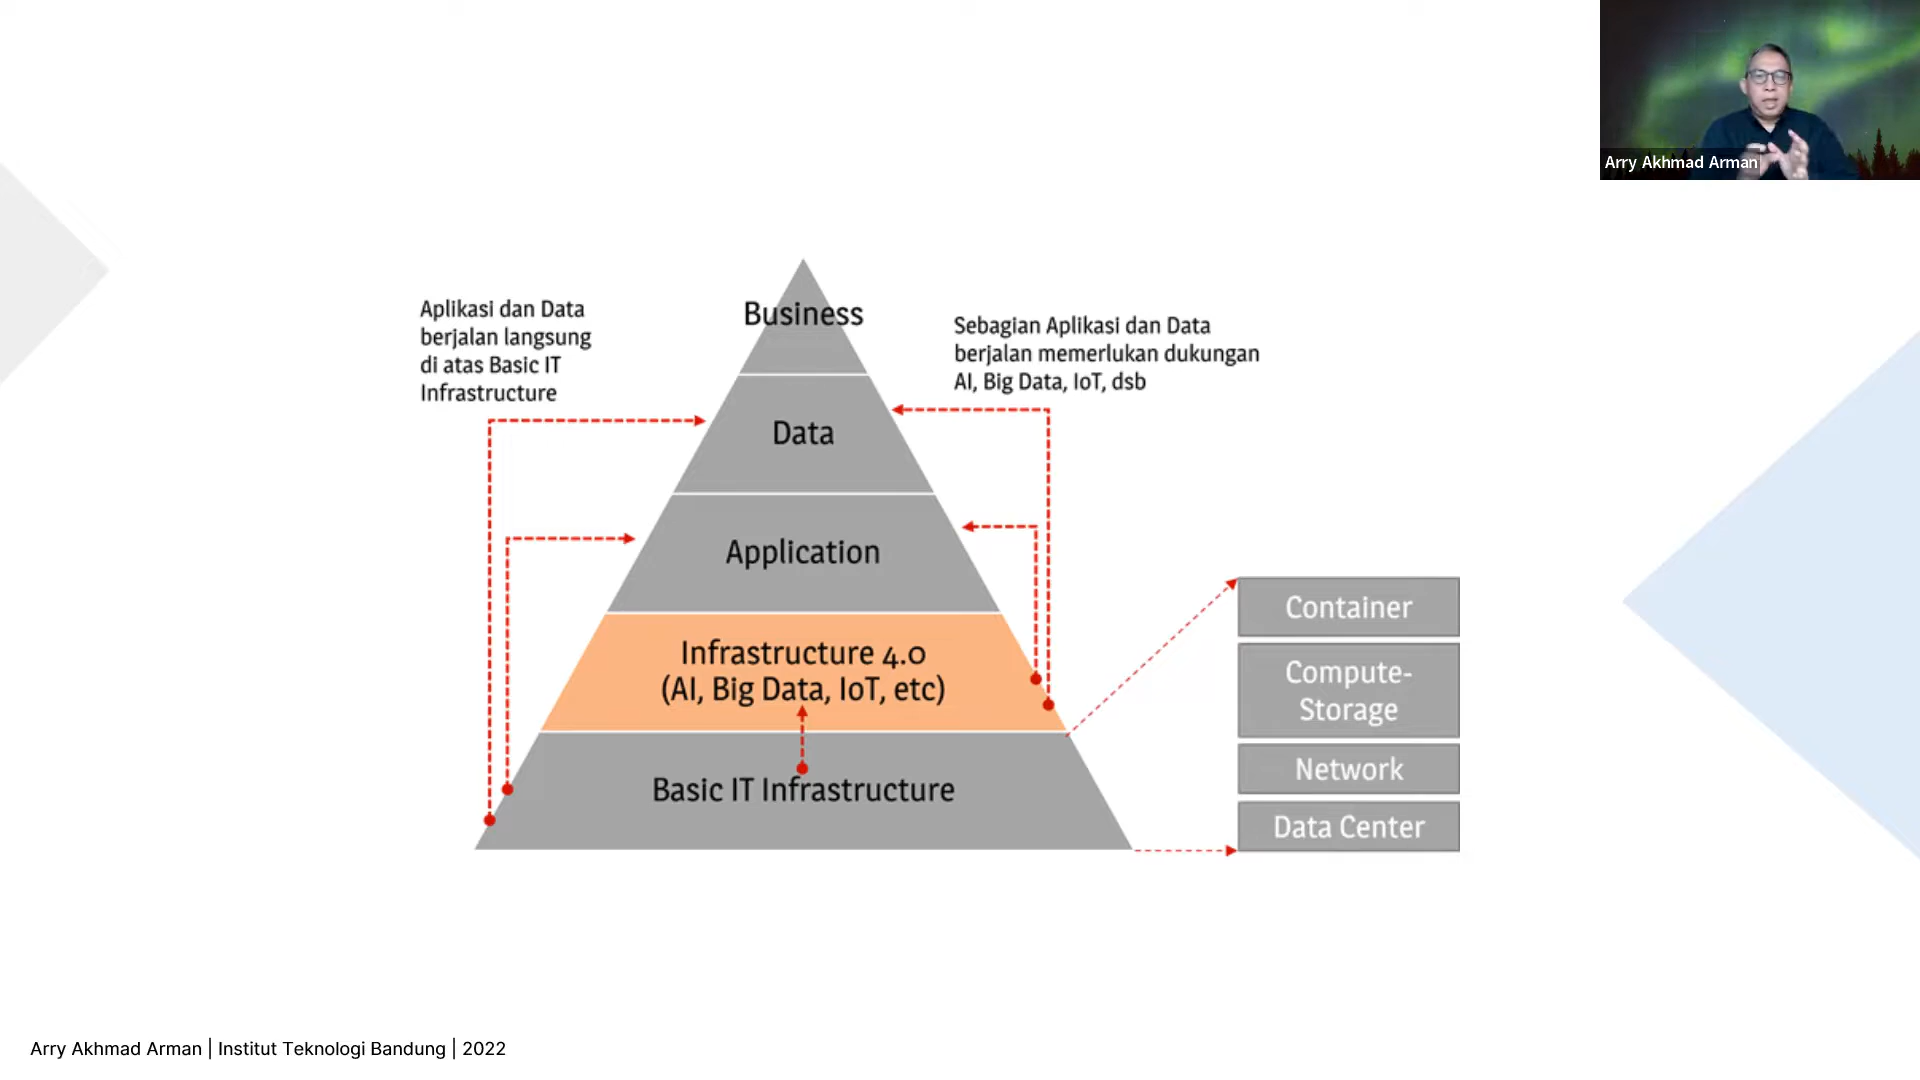 Arry Akhmad Arman
Aplikasi dan Data
berjalan langsung
di atas Basic IT
Infrastructure
Business
Sebagian Aplikasi dan Data
berjalan memerlukan dukungan
AI, Big Data, IoT, dsb
Data
Application
Infrastructure 4.0
(AI, Big Data, IoT, etc)
Basic IT Infrastructure
Container
Compute-
Storage
Network
Data Center
Arry Akhmad Arman | Institut Teknologi Bandung | 2022